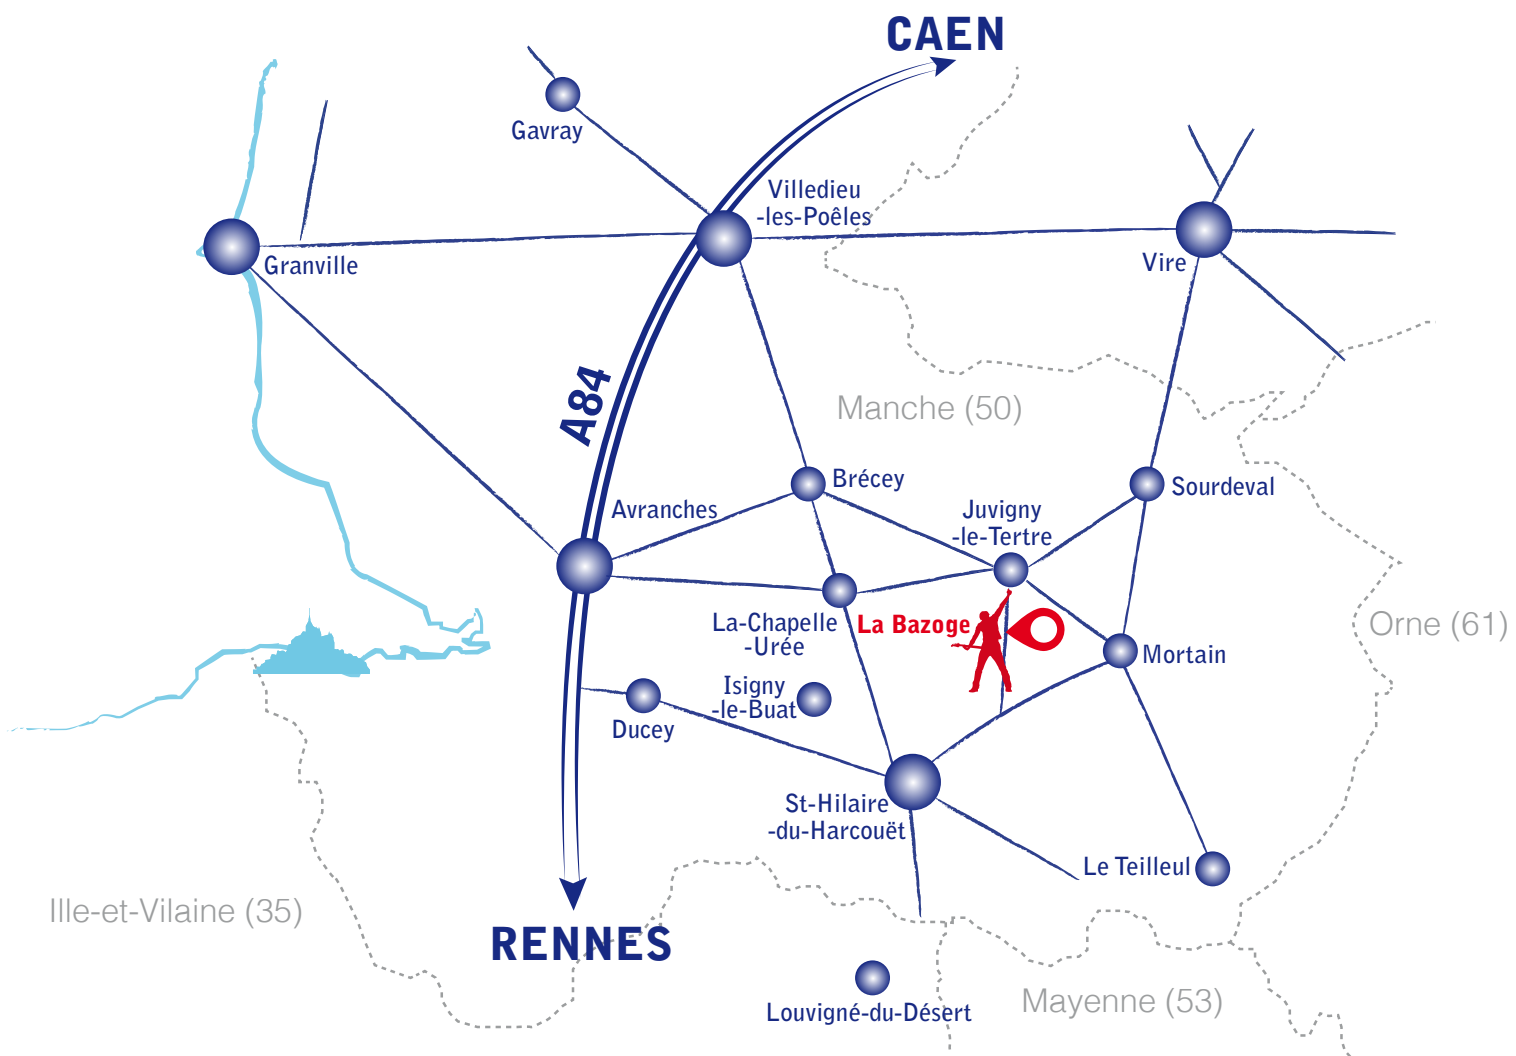 CAEN
Gavray
Villedieu
-les-Poêles
Granville
Vire
A84
Manche (50)
Brécey
Sourdeval
Avranches
Juvigny
-le-Tertre
La-Chapelle
-Urée
La Bazoge
Orne (61)
Mortain
Isigny
-le-Buat
Ducey
St-Hilaire
-du-Harcouët
Le Teilleul
Ille-et-Vilaine (35)
RENNES
Mayenne (53)
Louvigné-du-Désert